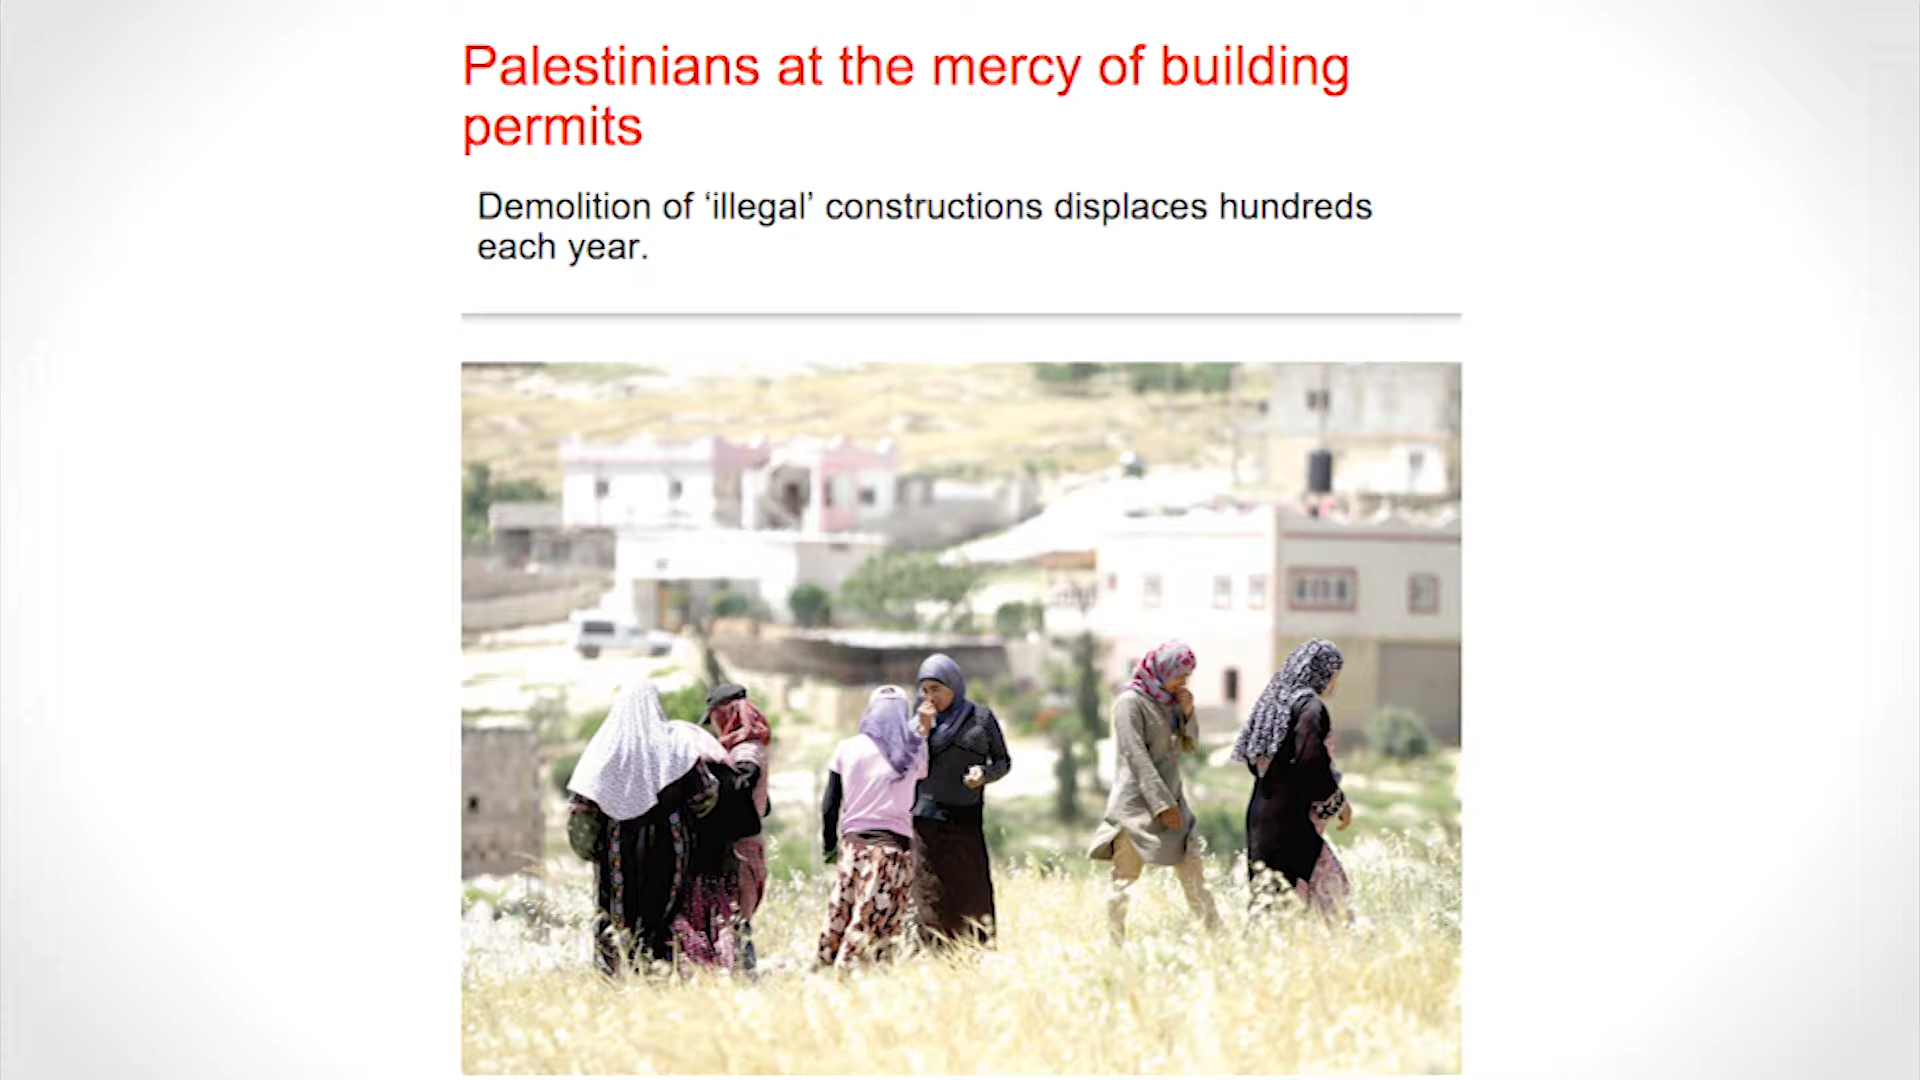 Palestinians at the mercy of building
permits
Demolition of ‘illegal’ constructions displaces hundreds
each year.